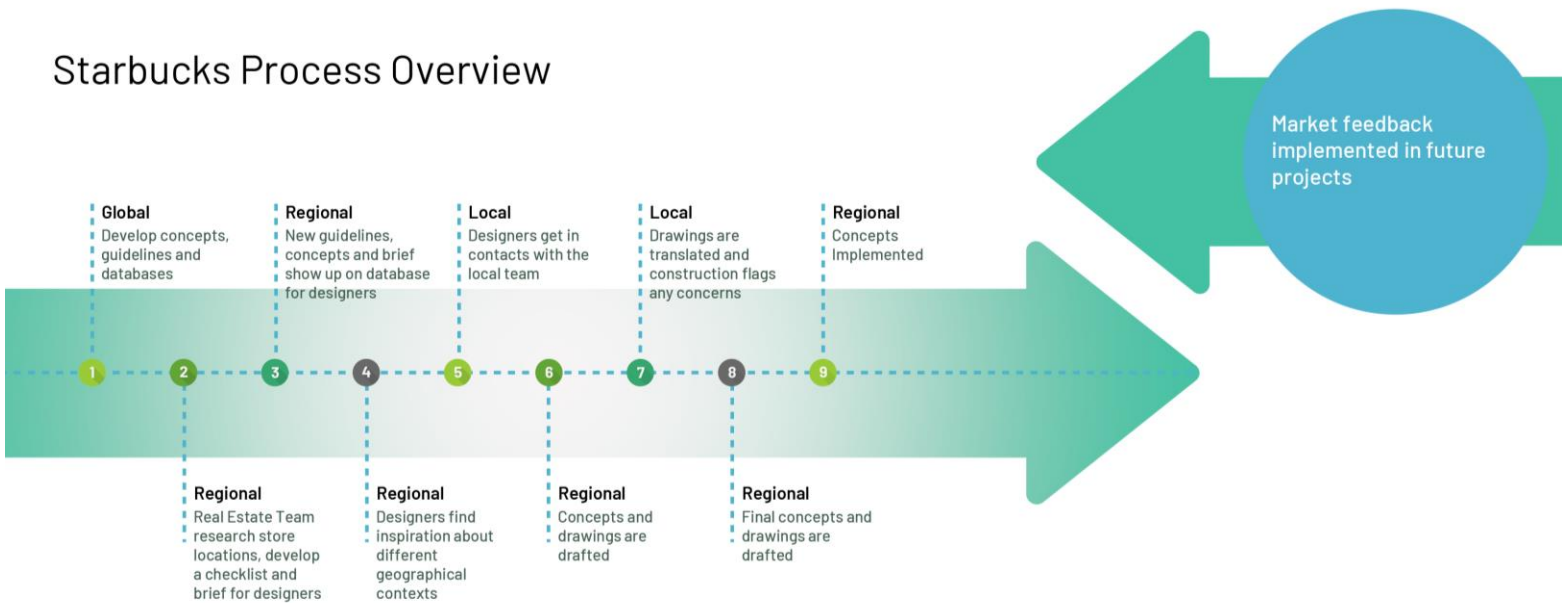 Starbucks Process Overview
Market feedback
implemented in future
projects
Global
Develop concepts,
guidelines and
databases
Regional
New guidelines,
concepts and brief
show up on database
for designers
Local
Designers get in
contacts with the
local team
Local
Drawings are
translated and
construction flags
any concerns
Regional
Concepts
Implemented
1
2
3
4
5
6
7
8
9
Regional
Real Estate Team
research store
locations, develop
a checklist and
brief for designers
Regional
Designers find
inspiration about
different
geographical
contexts
Regional
Concepts and
drawings are
drafted
Regional
Final concepts and
drawings are
drafted